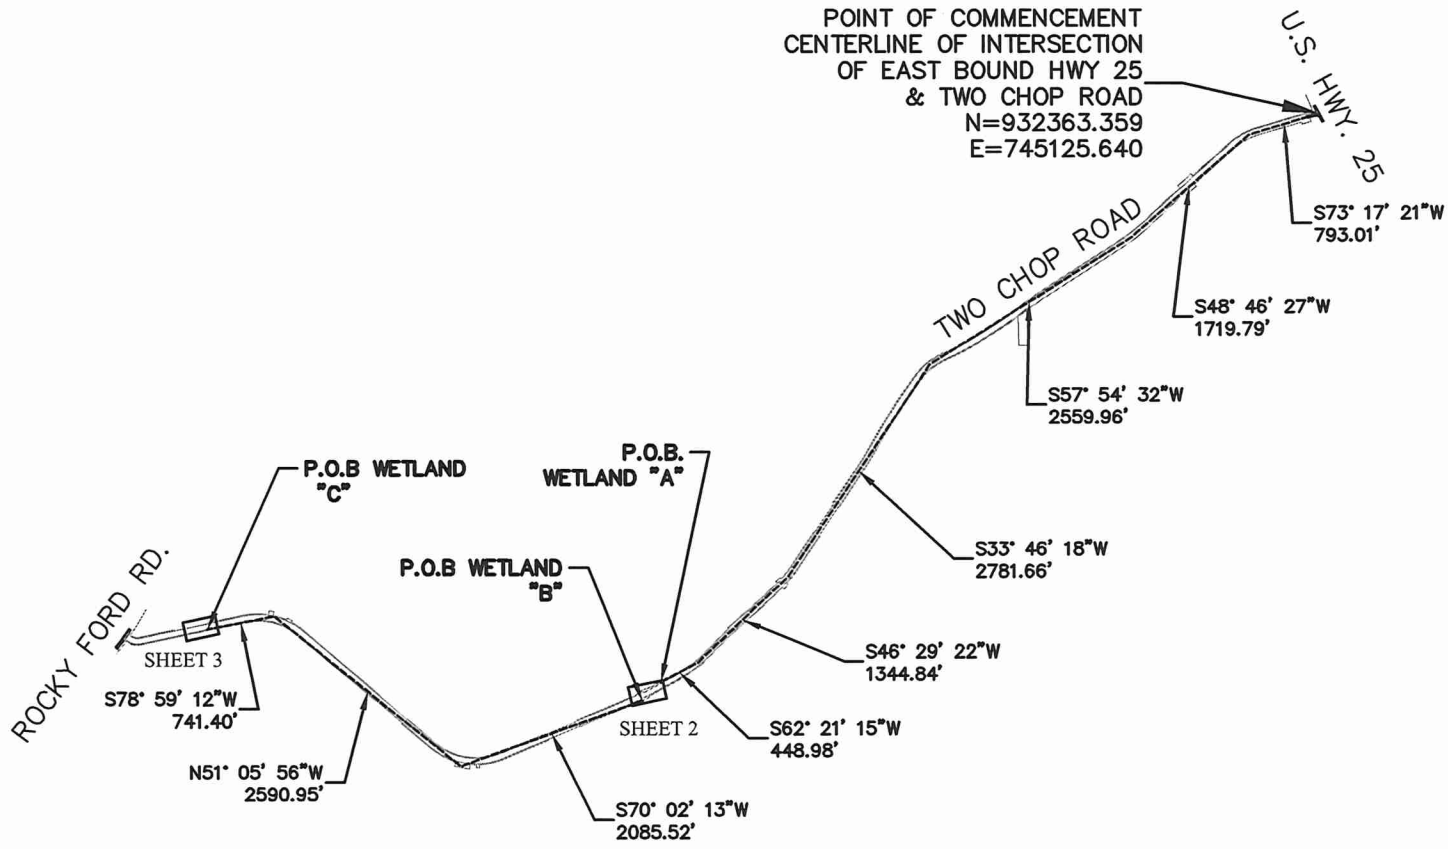 POINT OF COMMENCEMENT
CENTERLINE OF INTERSECTION
OF EAST BOUND HWY 25
& TWO CHOP ROAD
N=932363.359
E=745125.640
U.S. HWY. 25
S73° 17' 21"W
793.01'
TWO CHOP ROAD
S48° 46' 27"W
1719.79'
S57° 54' 32"W
2559.96'
P.O.B.
WETLAND "A"
P.O.B WETLAND
"C"
S33° 46' 18"W
2781.66'
P.O.B WETLAND
"B"
ROCKY FORD RD.
SHEET 3
S46° 29' 22"W
1344.84'
S78° 59' 12"W
741.40'
SHEET 2
S62° 21' 15"W
448.98'
N51° 05' 56"W
2590.95'
S70° 02' 13"W
2085.52'